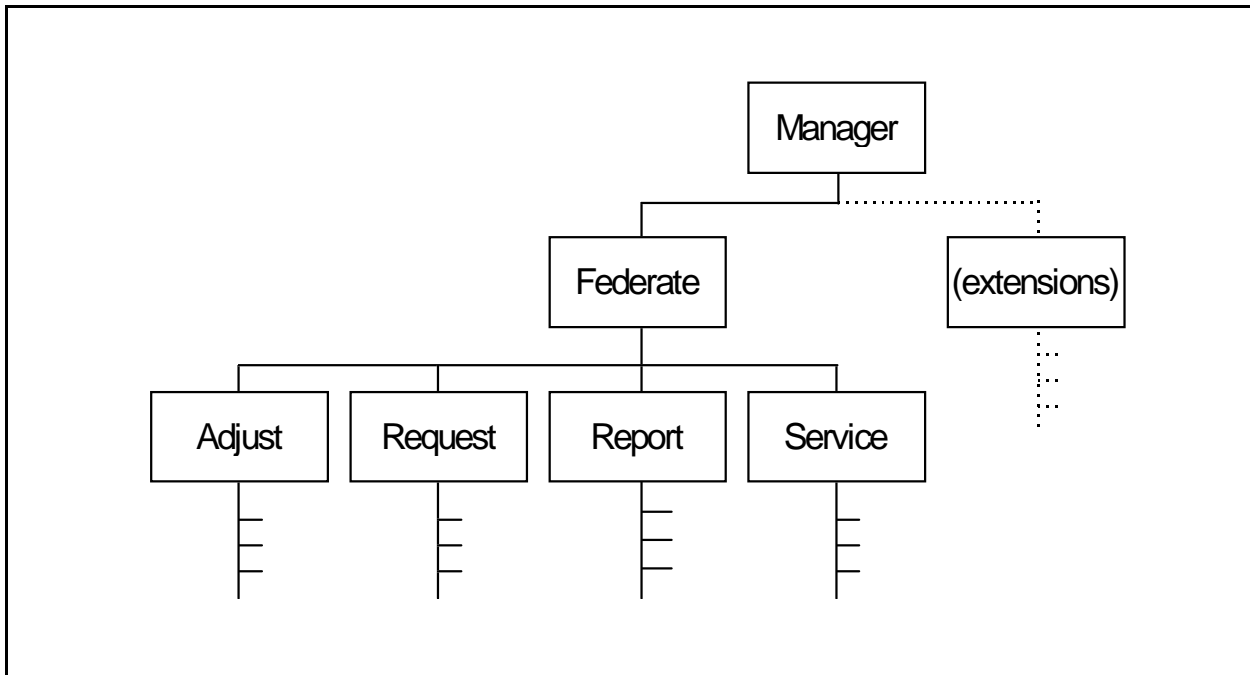 Manager
Federate
(extensions)
Adjust
Request
Report
Service